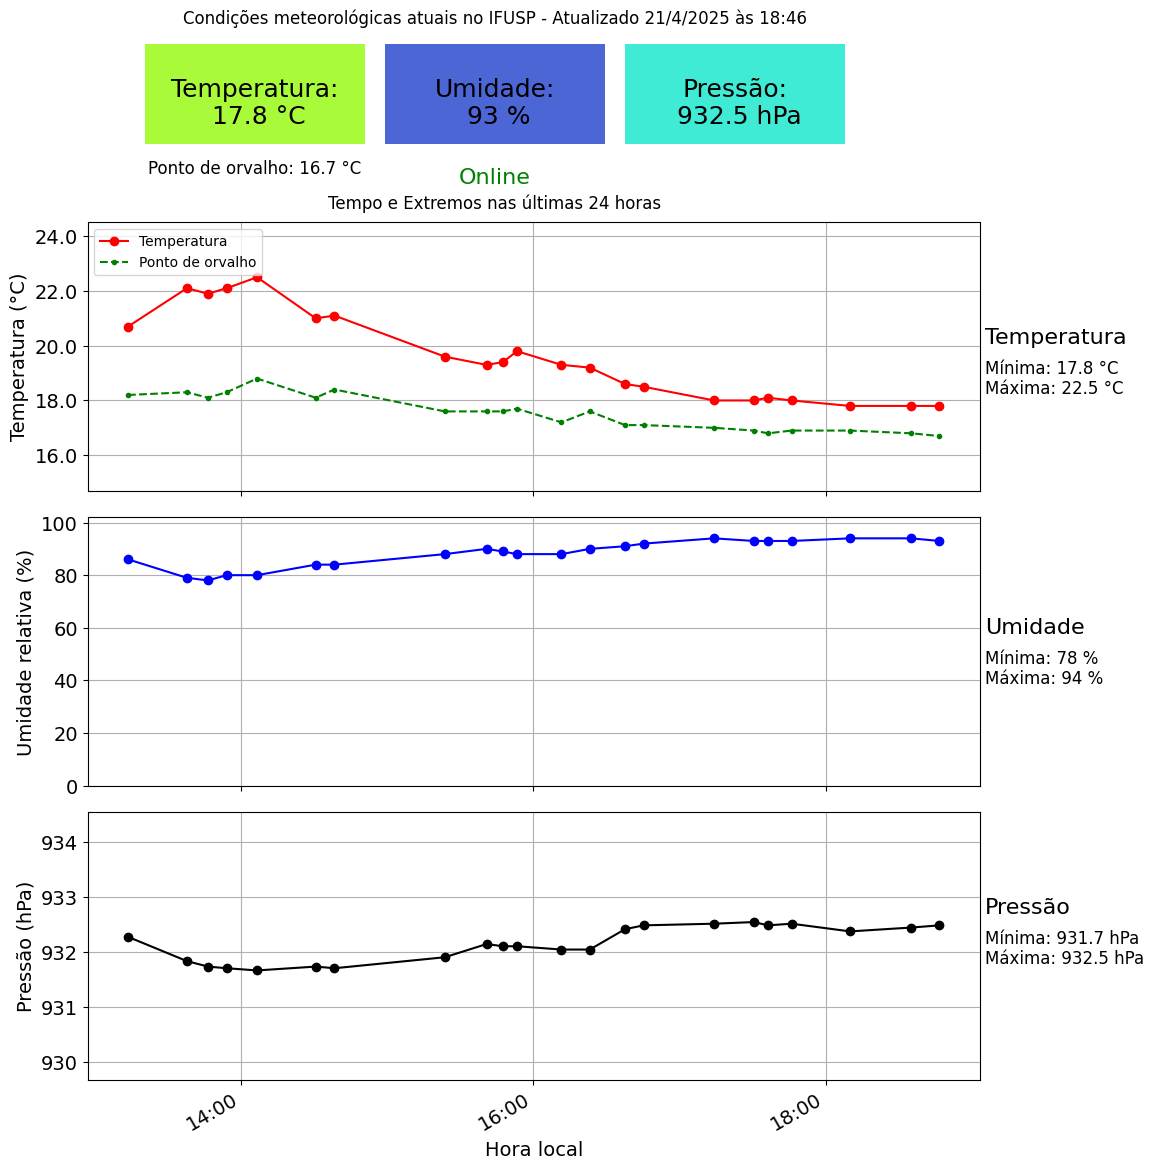 Condições meteorológicas atuais no IFUSP - Atualizado 21/4/2025 às 18:46
Temperatura:
17.8 °C
Umidade:
93 %
Pressão:
932.5 hPa
Ponto de orvalho: 16.7 °C
Online
Tempo e Extremos nas últimas 24 horas
Temperatura (°C)
24.0
22.0
20.0
18.0
16.0
Temperatura
Ponto de orvalho
Temperatura
Mínima: 17.8 °C
Máxima: 22.5 °C
Umidade relativa (%)
100
80
60
40
20
0
Umidade
Mínima: 78 %
Máxima: 94 %
Pressão (hPa)
934
933
932
931
930
Pressão
Mínima: 931.7 hPa
Máxima: 932.5 hPa
14:00
16:00
18:00
Hora local